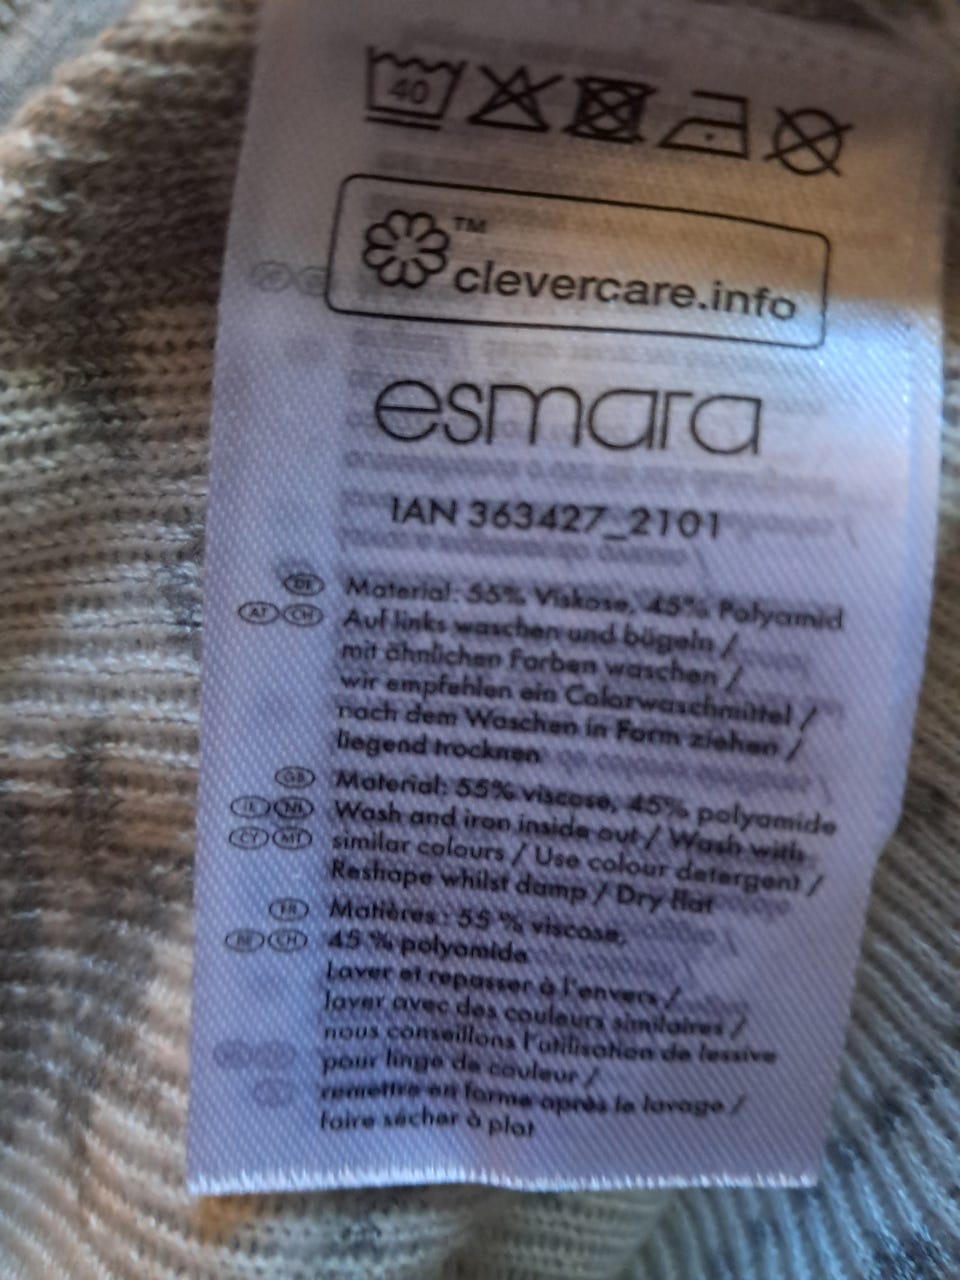 40
™
clevercare.info
esmara
IAN 363427_2101
DE Material: 55% Viskose, 45% Polyamid
AT CH Auf links waschen und bügeln /
mit ähnlichen Farben waschen /
wir empfehlen ein Colorwaschmittel /
nach dem Waschen in Form ziehen /
liegend trocknen
GB Material: 55% viscose, 45% polyamide
IE NI Wash and iron inside out / Wash with
CY MT similar colours / Use colour detergent /
Reshape whilst damp / Dry flat
FR Matières : 55 % viscose,
BE CH 45 % polyamide
Laver et repasser à l'envers /
laver avec des couleurs similaires /
nous conseillons l'utilisation de lessive
pour linge de couleur /
remettre en forme après le lavage /
faire sécher à plat